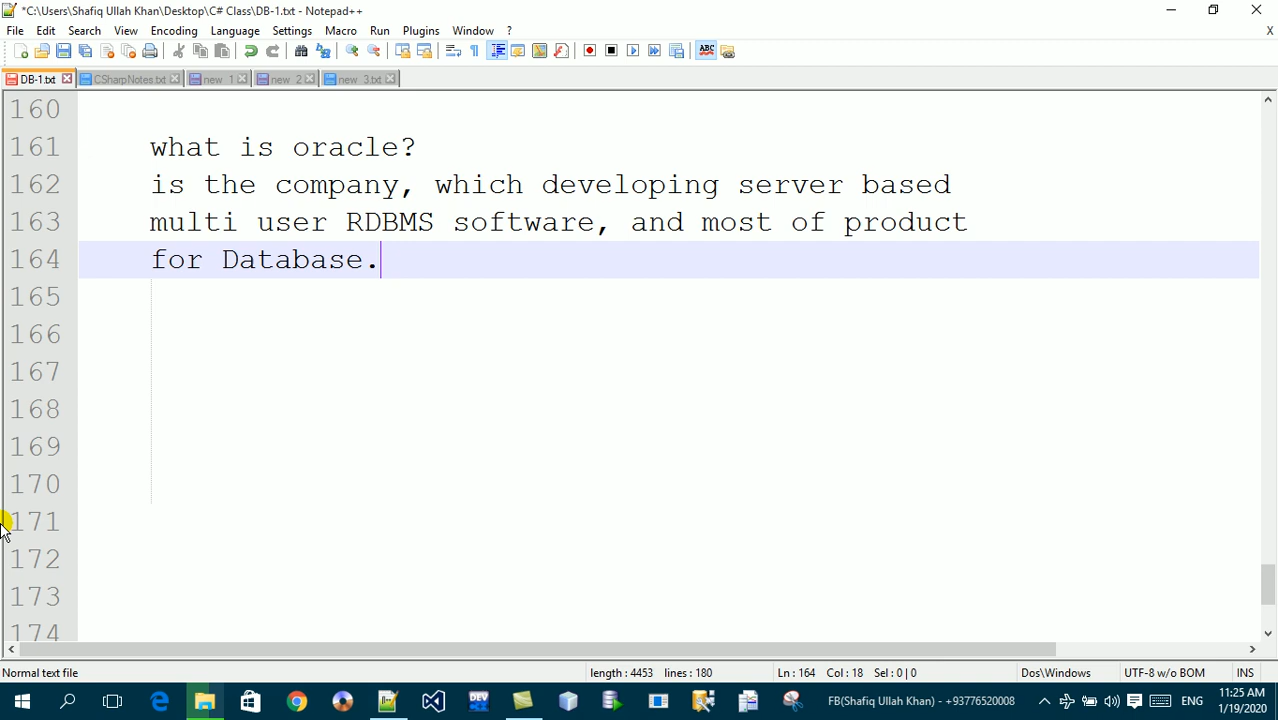 *C:\Users\Shafiq Ullah Khan\Desktop\C# Class\DB-1.txt - Notepad++
File Edit Search View Encoding Language Settings Macro Run Plugins Window ? X
DB-1.txt CSharpNotes.txt new 1 new 2 new 3.txt
160
161 what is oracle?
162 is the company, which developing server based
163 multi user RDBMS software, and most of product
164 for Database.
165
166
167
168
169
170
171
172
173
174
Normal text file length : 4453 lines : 180 Ln : 164 Col : 18 Sel : 0 | 0 Dos\Windows UTF-8 w/o BOM INS
FB(Shafiq Ullah Khan) - +93776520008 ENG 11:25 AM
1/19/2020